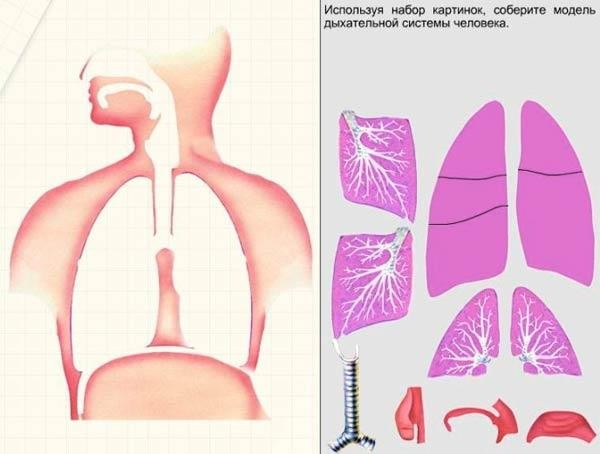 Используя набор картинок, соберите модель
дыхательной системы человека.